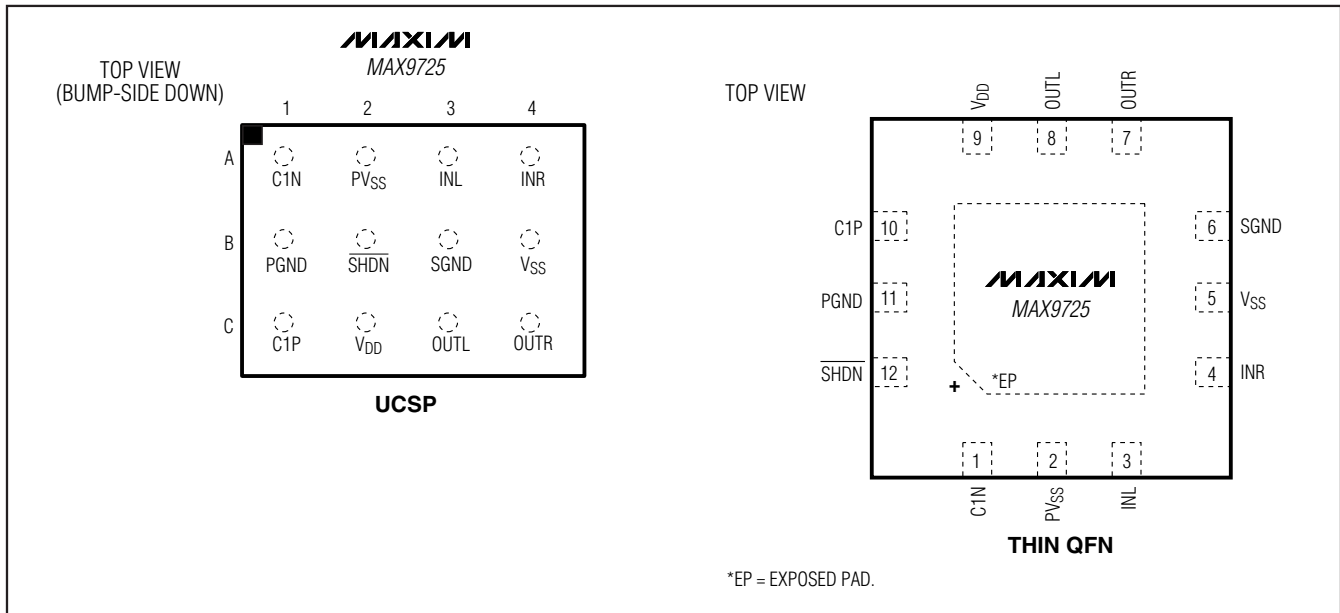 MAXIM
MAX9725
TOP VIEW
(BUMP-SIDE DOWN)
1 2 3 4
A
C1N PVSS INL INR
B
PGND SHDN SGND VSS
C
C1P VDD OUTL OUTR
UCSP
TOP VIEW
VDD OUTL OUTR
9 8 7
C1P 10 6 SGND
PGND 11 5 VSS
SHDN 12 4 INR
MAXIM
MAX9725
+ *EP
1 2 3
C1N PVSS INL
THIN QFN
*EP = EXPOSED PAD.